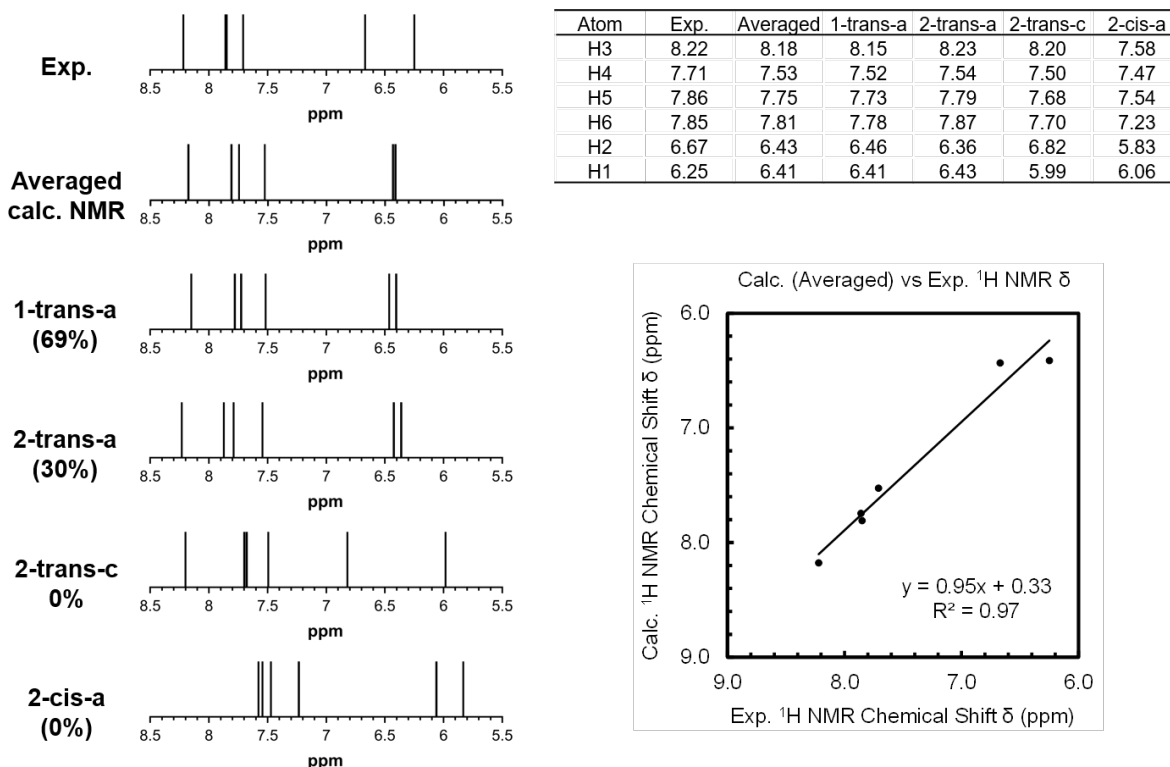 Exp.
8.5 8 7.5 7 6.5 6 5.5
ppm
Averaged
calc. NMR
8.5 8 7.5 7 6.5 6 5.5
ppm
1-trans-a
(69%)
8.5 8 7.5 7 6.5 6 5.5
ppm
2-trans-a
(30%)
8.5 8 7.5 7 6.5 6 5.5
ppm
2-trans-c
0%
8.5 8 7.5 7 6.5 6 5.5
ppm
2-cis-a
(0%)
8.5 8 7.5 7 6.5 6 5.5
ppm
Atom Exp. Averaged 1-trans-a 2-trans-a 2-trans-c 2-cis-a
H3 8.22 8.18 8.15 8.23 8.20 7.58
H4 7.71 7.53 7.52 7.54 7.50 7.47
H5 7.86 7.75 7.73 7.79 7.68 7.54
H6 7.85 7.81 7.78 7.87 7.70 7.23
H2 6.67 6.43 6.46 6.36 6.82 5.83
H1 6.25 6.41 6.41 6.43 5.99 6.06
Calc. (Averaged) vs Exp. ¹H NMR δ
Calc. ¹H NMR Chemical Shift δ (ppm)
6.0
7.0
8.0
9.0
y = 0.95x + 0.33
R² = 0.97
9.0 8.0 7.0 6.0
Exp. ¹H NMR Chemical Shift δ (ppm)